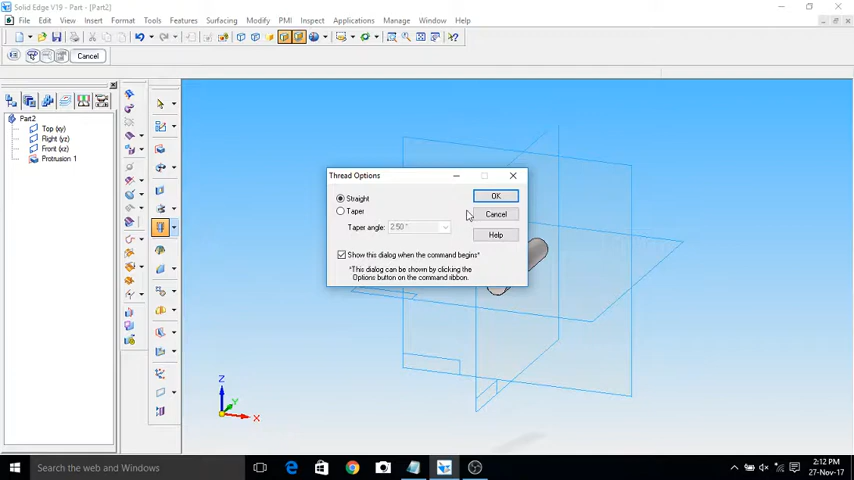 Solid Edge V19 - Part - [Part2]
File Edit View Insert Format Tools Features Surfacing Modify PMI Inspect Applications Manage Window Help
Cancel
Part2
Top (xy)
Right (yz)
Front (xz)
Protrusion 1
Thread Options
Straight
OK
Taper
Cancel
Taper angle: 2.50 °
Help
Show this dialog when the command begins*
*This dialog can be shown by clicking the
Options button on the command ribbon.
Z
Y
X
Search the web and Windows
2:12 PM
27-Nov-17